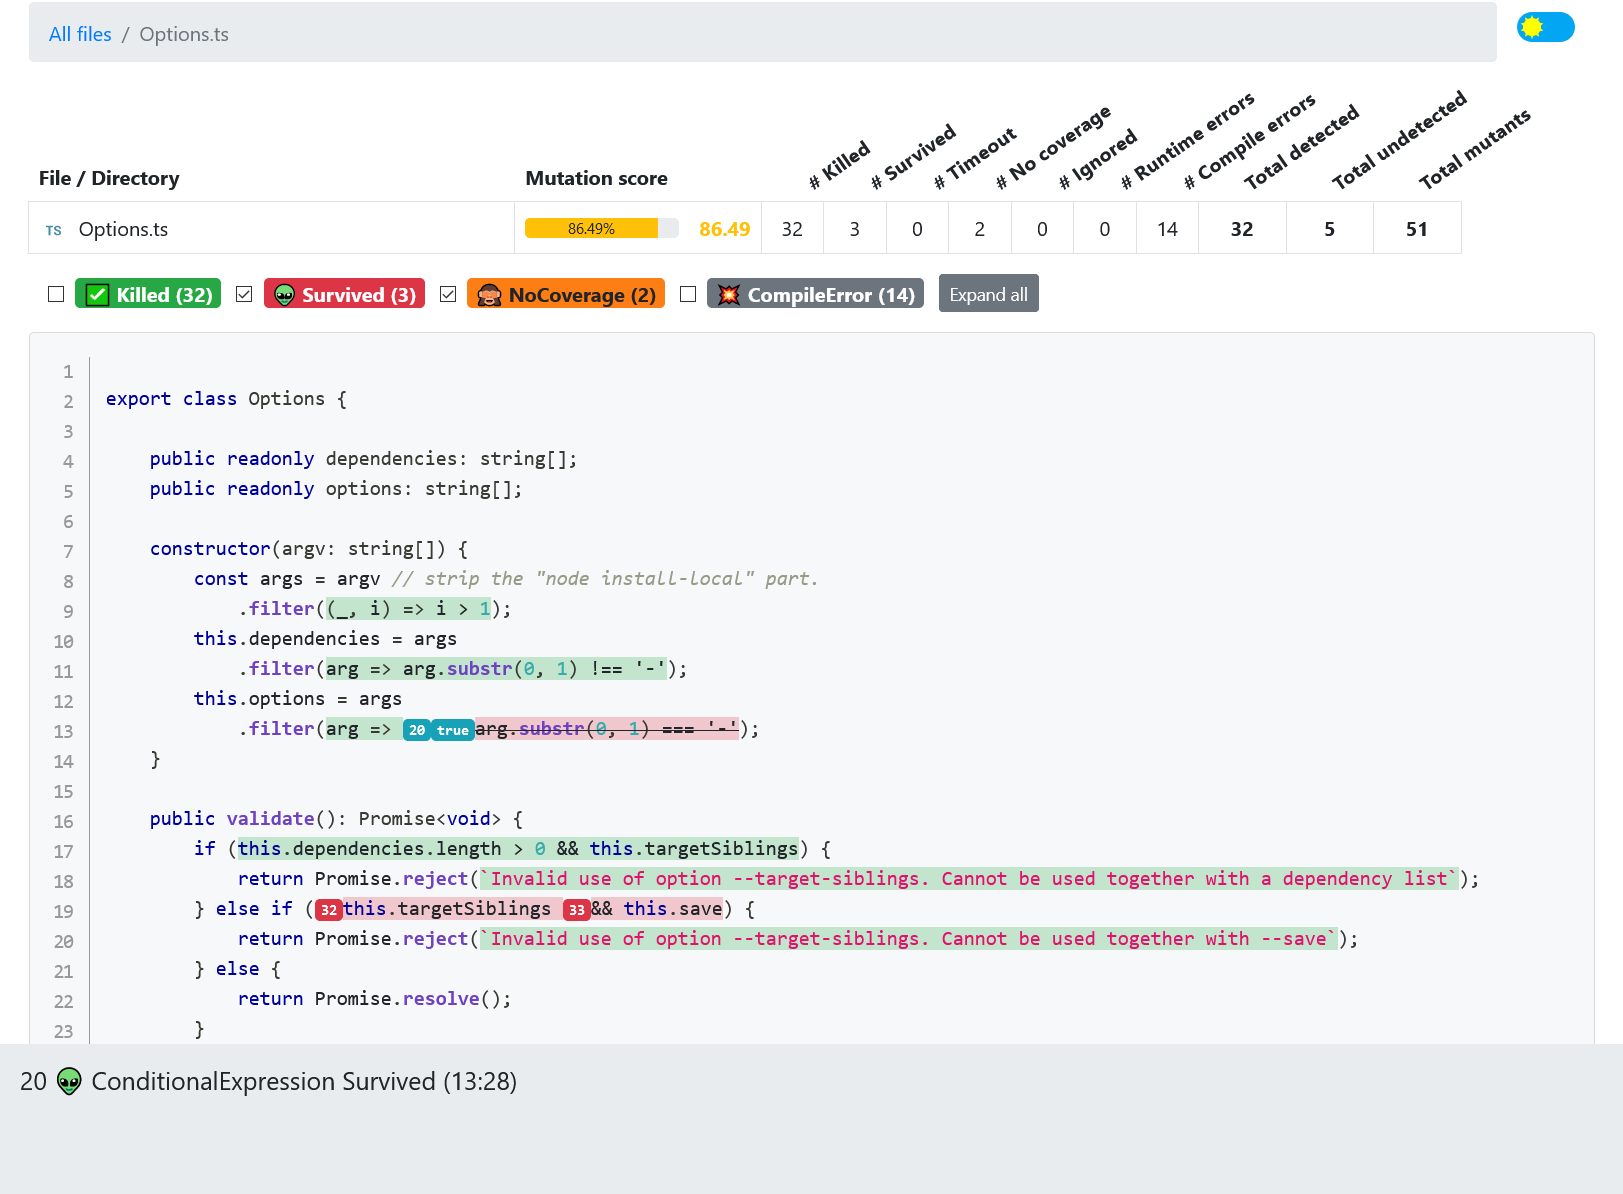 All files / Options.ts
File / Directory Mutation score # Killed # Survived # Timeout # No coverage # Ignored # Runtime errors # Compile errors Total detected Total undetected Total mutants
TS Options.ts 86.49% 86.49 32 3 0 2 0 0 14 32 5 51
Killed (32) Survived (3) NoCoverage (2) CompileError (14) Expand all
1
2 export class Options {
3
4 public readonly dependencies: string[];
5 public readonly options: string[];
6
7 constructor(argv: string[]) {
8 const args = argv // strip the "node install-local" part.
9 .filter((_, i) => i > 1);
10 this.dependencies = args
11 .filter(arg => arg.substr(0, 1) !== '-');
12 this.options = args
13 .filter(arg => 20 true arg.substr(0, 1) === '-');
14 }
15
16 public validate(): Promise<void> {
17 if (this.dependencies.length > 0 && this.targetSiblings) {
18 return Promise.reject(`Invalid use of option --target-siblings. Cannot be used together with a dependency list`);
19 } else if (32 this.targetSiblings 33 && this.save) {
20 return Promise.reject(`Invalid use of option --target-siblings. Cannot be used together with --save`);
21 } else {
22 return Promise.resolve();
23 }
20 ConditionalExpression Survived (13:28)